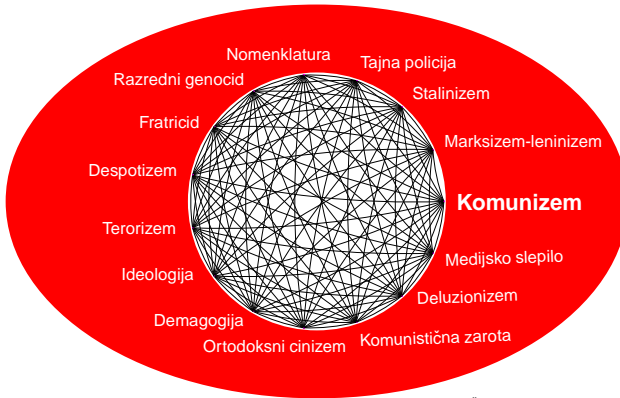 Nomenklatura
Tajna policija
Razredni genocid
Stalinizem
Fratricid
Marksizem-leninizem
Despotizem
Komunizem
Terorizem
Medijsko slepilo
Ideologija
Deluzionizem
Demagogija
Komunistična zarota
Ortodoksni cinizem